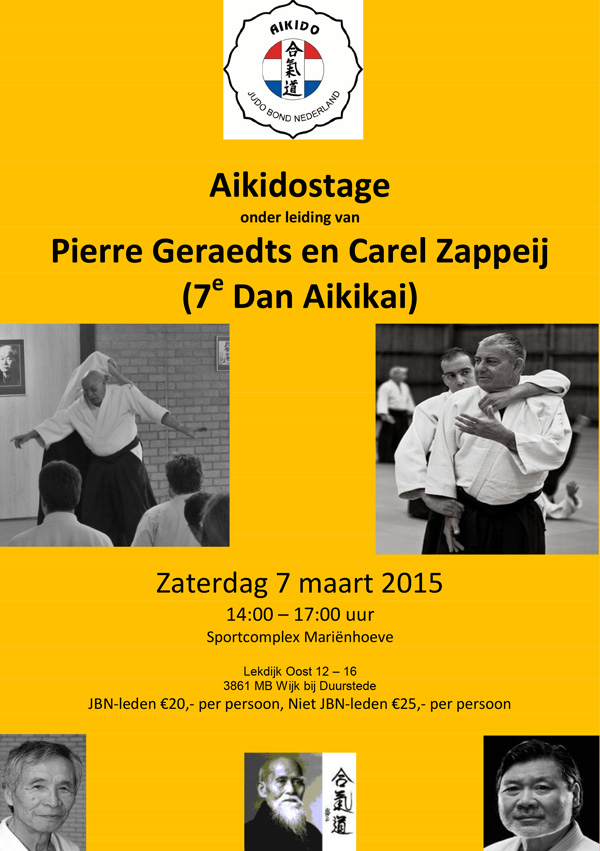 AIKIDO
合氣道
JUDO BOND NEDERLAND
Aikidostage
onder leiding van
Pierre Geraedts en Carel Zappeij
(7e Dan Aikikai)
Zaterdag 7 maart 2015
14:00 – 17:00 uur
Sportcomplex Mariënhoeve
Lekdijk Oost 12 – 16
3861 MB Wijk bij Duurstede
JBN-leden €20,- per persoon, Niet JBN-leden €25,- per persoon
合氣道